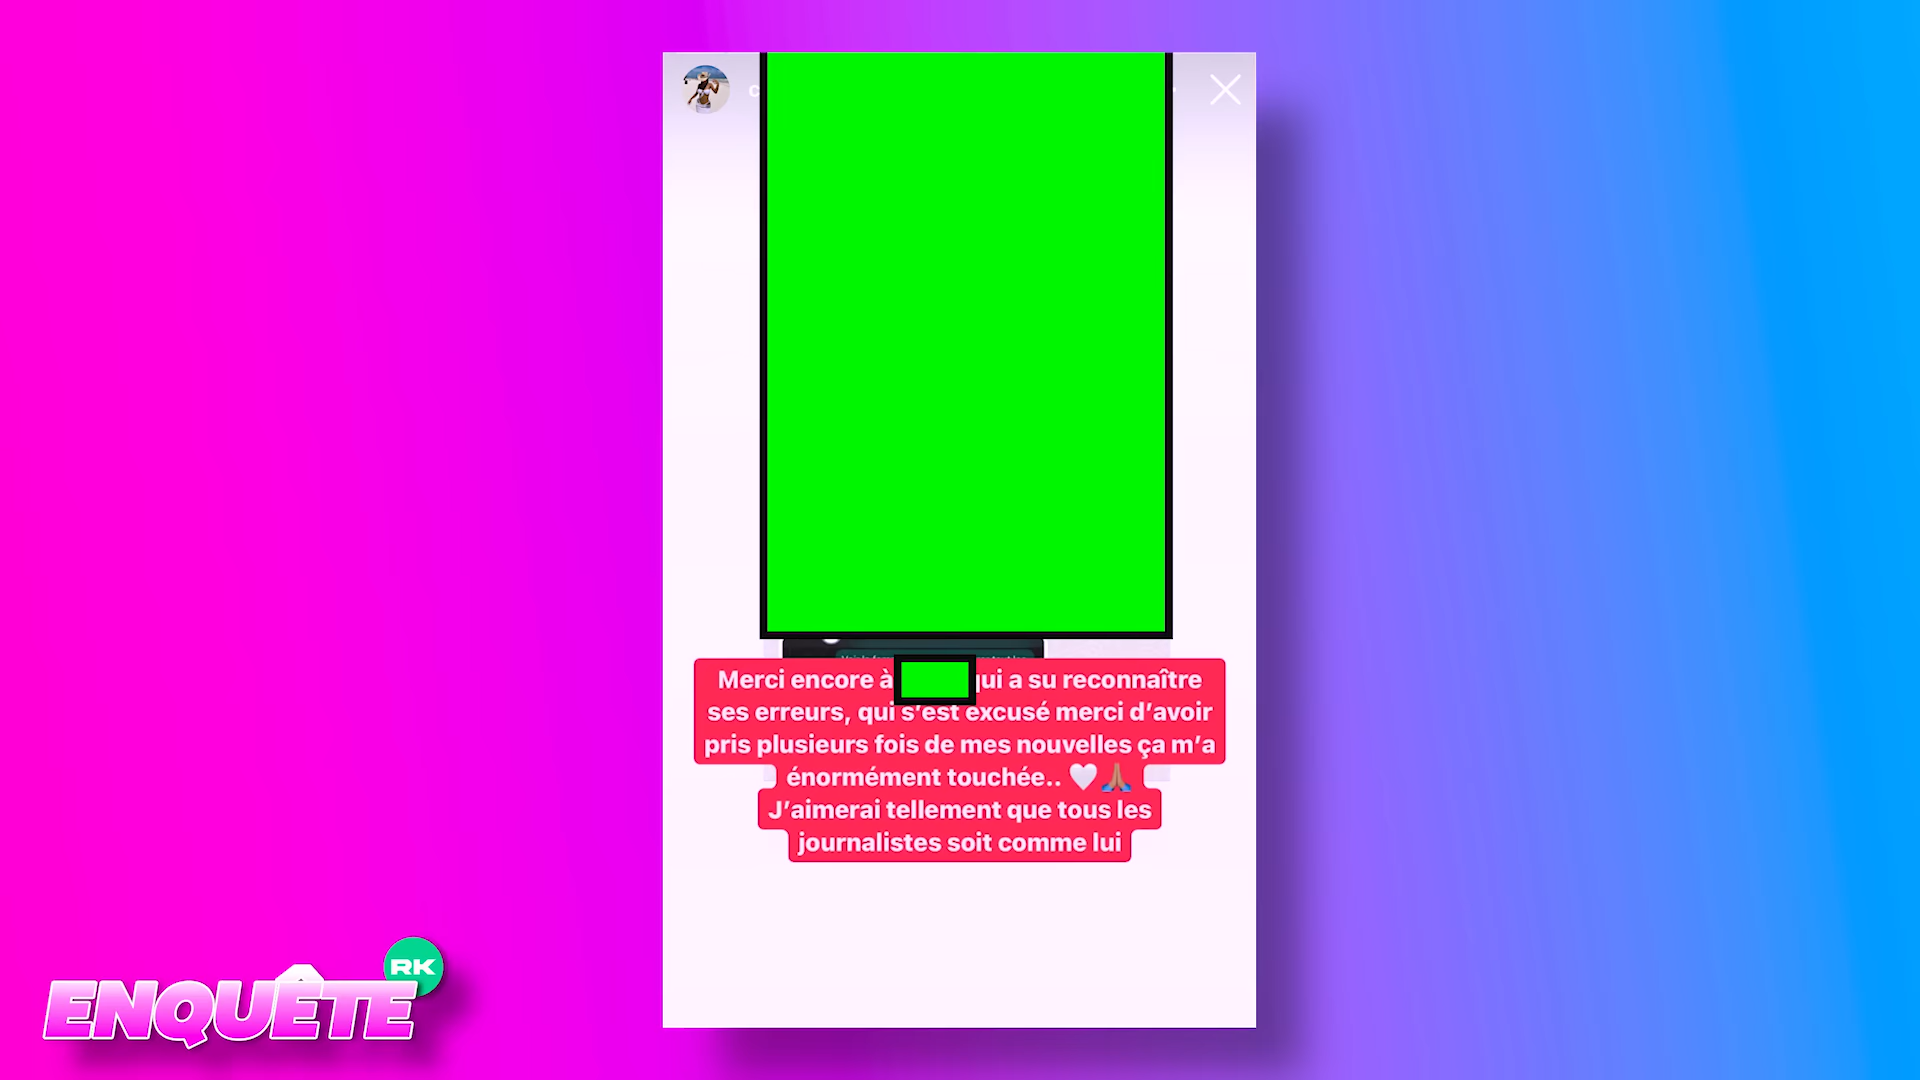 c
Merci encore à qui a su reconnaître
ses erreurs, qui s'est excusé merci d'avoir
pris plusieurs fois de mes nouvelles ça m'a
énormément touchée.. 🤍🙏🏽
J'aimerai tellement que tous les
journalistes soit comme lui
RK
ENQUÊTE